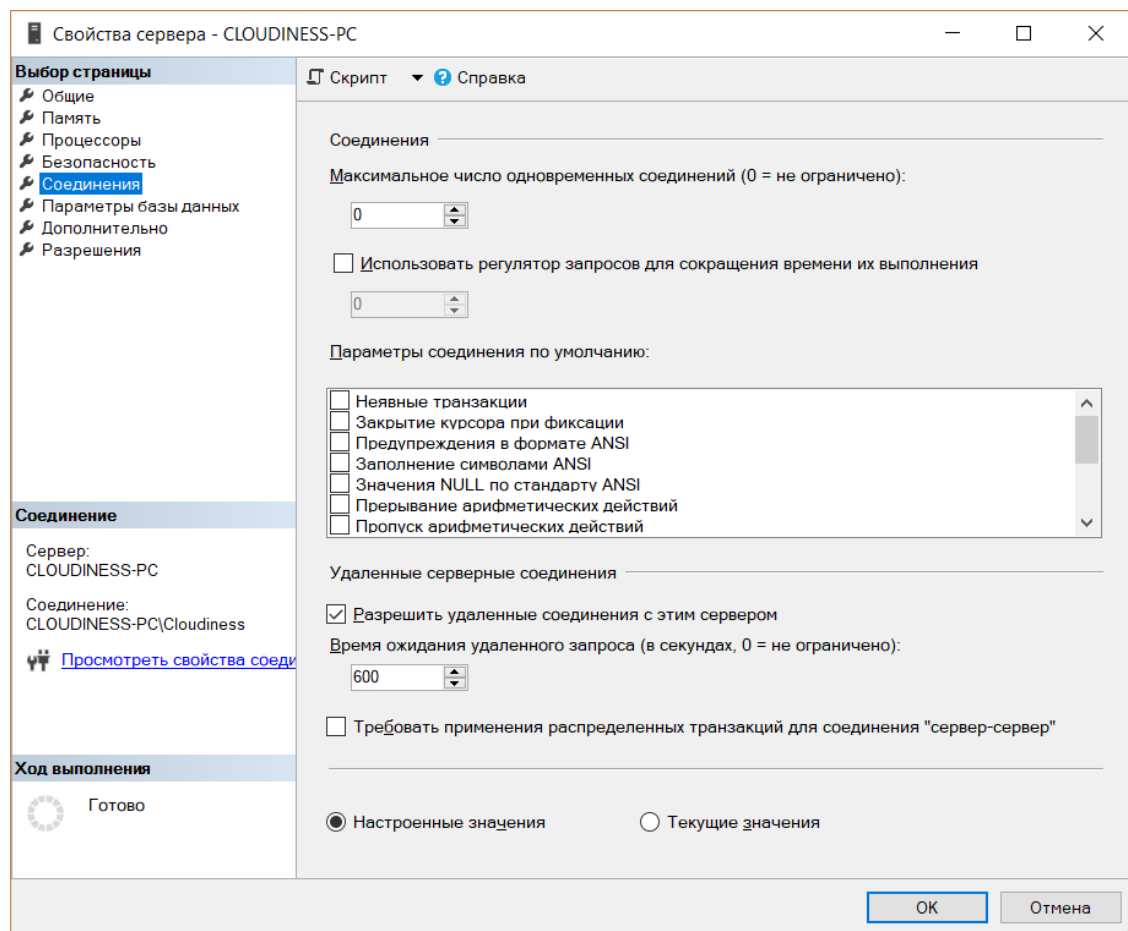 Свойства сервера - CLOUDINESS-PC
Выбор страницы
Общие
Память
Процессоры
Безопасность
Соединения
Параметры базы данных
Дополнительно
Разрешения
Соединение
Сервер:
CLOUDINESS-PC
Соединение:
CLOUDINESS-PC\Cloudiness
Просмотреть свойства соеди
Ход выполнения
Готово
Скрипт
Справка
Соединения
Максимальное число одновременных соединений (0 = не ограничено):
0
Использовать регулятор запросов для сокращения времени их выполнения
0
Параметры соединения по умолчанию:
Неявные транзакции
Закрытие курсора при фиксации
Предупреждения в формате ANSI
Заполнение символами ANSI
Значения NULL по стандарту ANSI
Прерывание арифметических действий
Пропуск арифметических действий
Удаленные серверные соединения
Разрешить удаленные соединения с этим сервером
Время ожидания удаленного запроса (в секундах, 0 = не ограничено):
600
Требовать применения распределенных транзакций для соединения "сервер-сервер"
Настроенные значения
Текущие значения
OK
Отмена